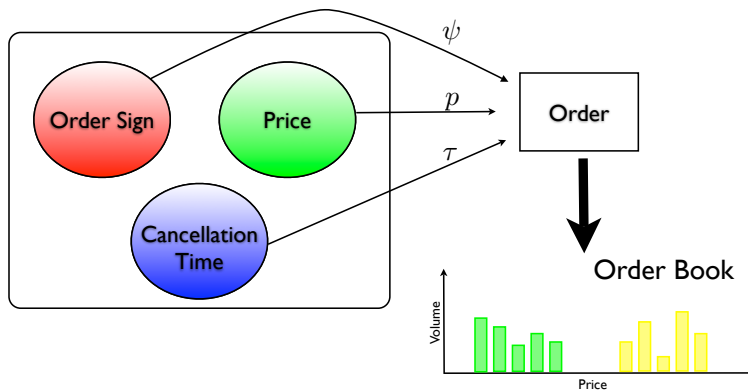 ψ
Order Sign
Price
p
Order
τ
Cancellation
Time
Order Book
Volume
Price